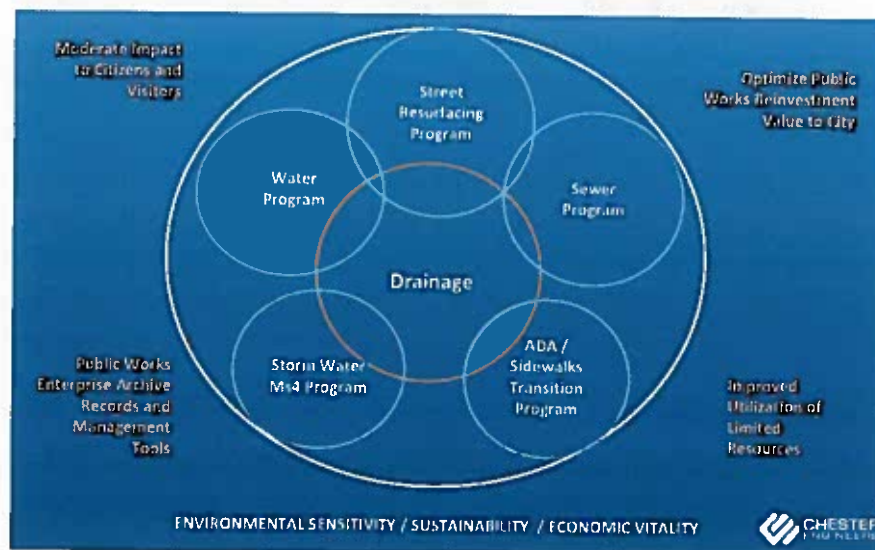 Moderate Impact
to Citizens and
Visiters
Optimize Public
Works Reinvestment
Value to City
Street
Resurfacing
Program
Water
Program
Sewer
Program
Drainage
Storm Water
Ms4 Program
ADA /
Sidewalks
Transition
Program
Public Works
Enterprise Archive
Records and
Management
Tools
Improved
Utilization of
Limited
Resources
ENVIRONMENTAL SENSITIVITY / SUSTAINABILITY / ECONOMIC VITALITY
CHESTER
ENGINEERS